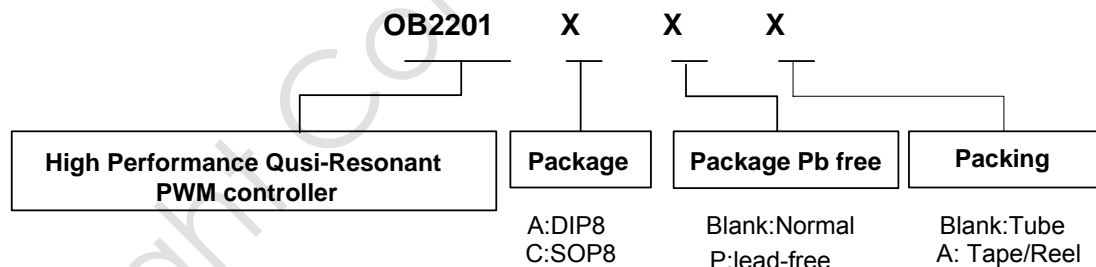 OB2201 X X X
High Performance Qusi-Resonant
PWM controller
Package
A:DIP8
C:SOP8
Package Pb free
Blank:Normal
P:lead-free
Packing
Blank:Tube
A: Tape/Reel